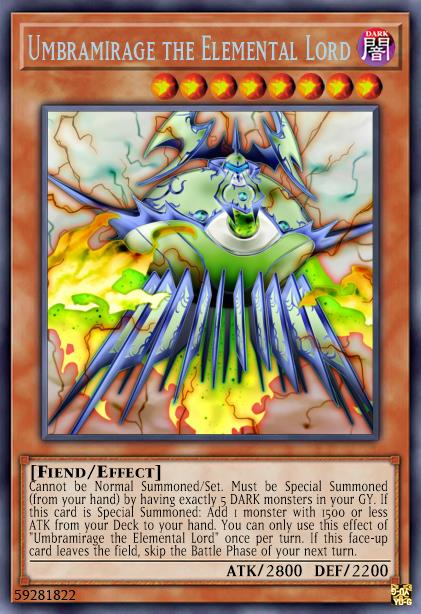 Umbramirage the Elemental Lord
DARK
闇
[Fiend/Effect]
Cannot be Normal Summoned/Set. Must be Special Summoned
(from your hand) by having exactly 5 DARK monsters in your GY. If
this card is Special Summoned: Add 1 monster with 1500 or less
ATK from your Deck to your hand. You can only use this effect of
"Umbramirage the Elemental Lord" once per turn. If this face-up
card leaves the field, skip the Battle Phase of your next turn.
ATK/2800 DEF/2200
59281822